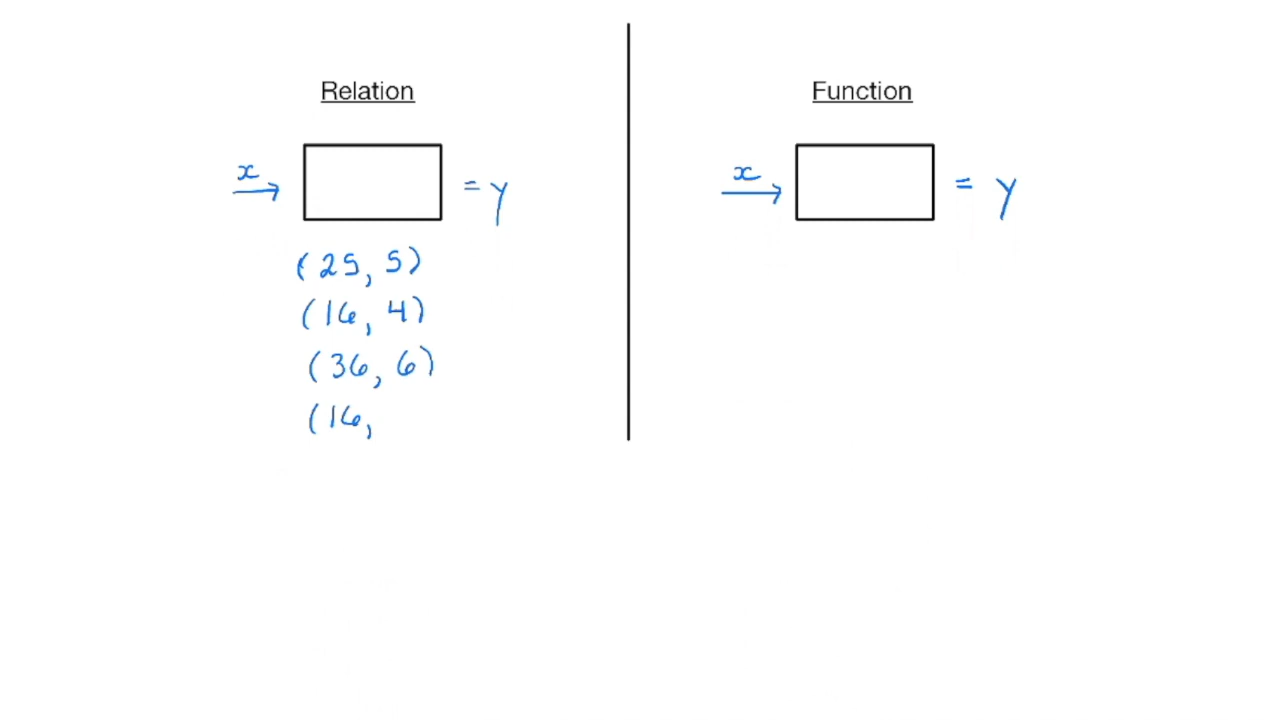 Relation
x = y
(25, 5)
(16, 4)
(36, 6)
(16,
Function
x = y